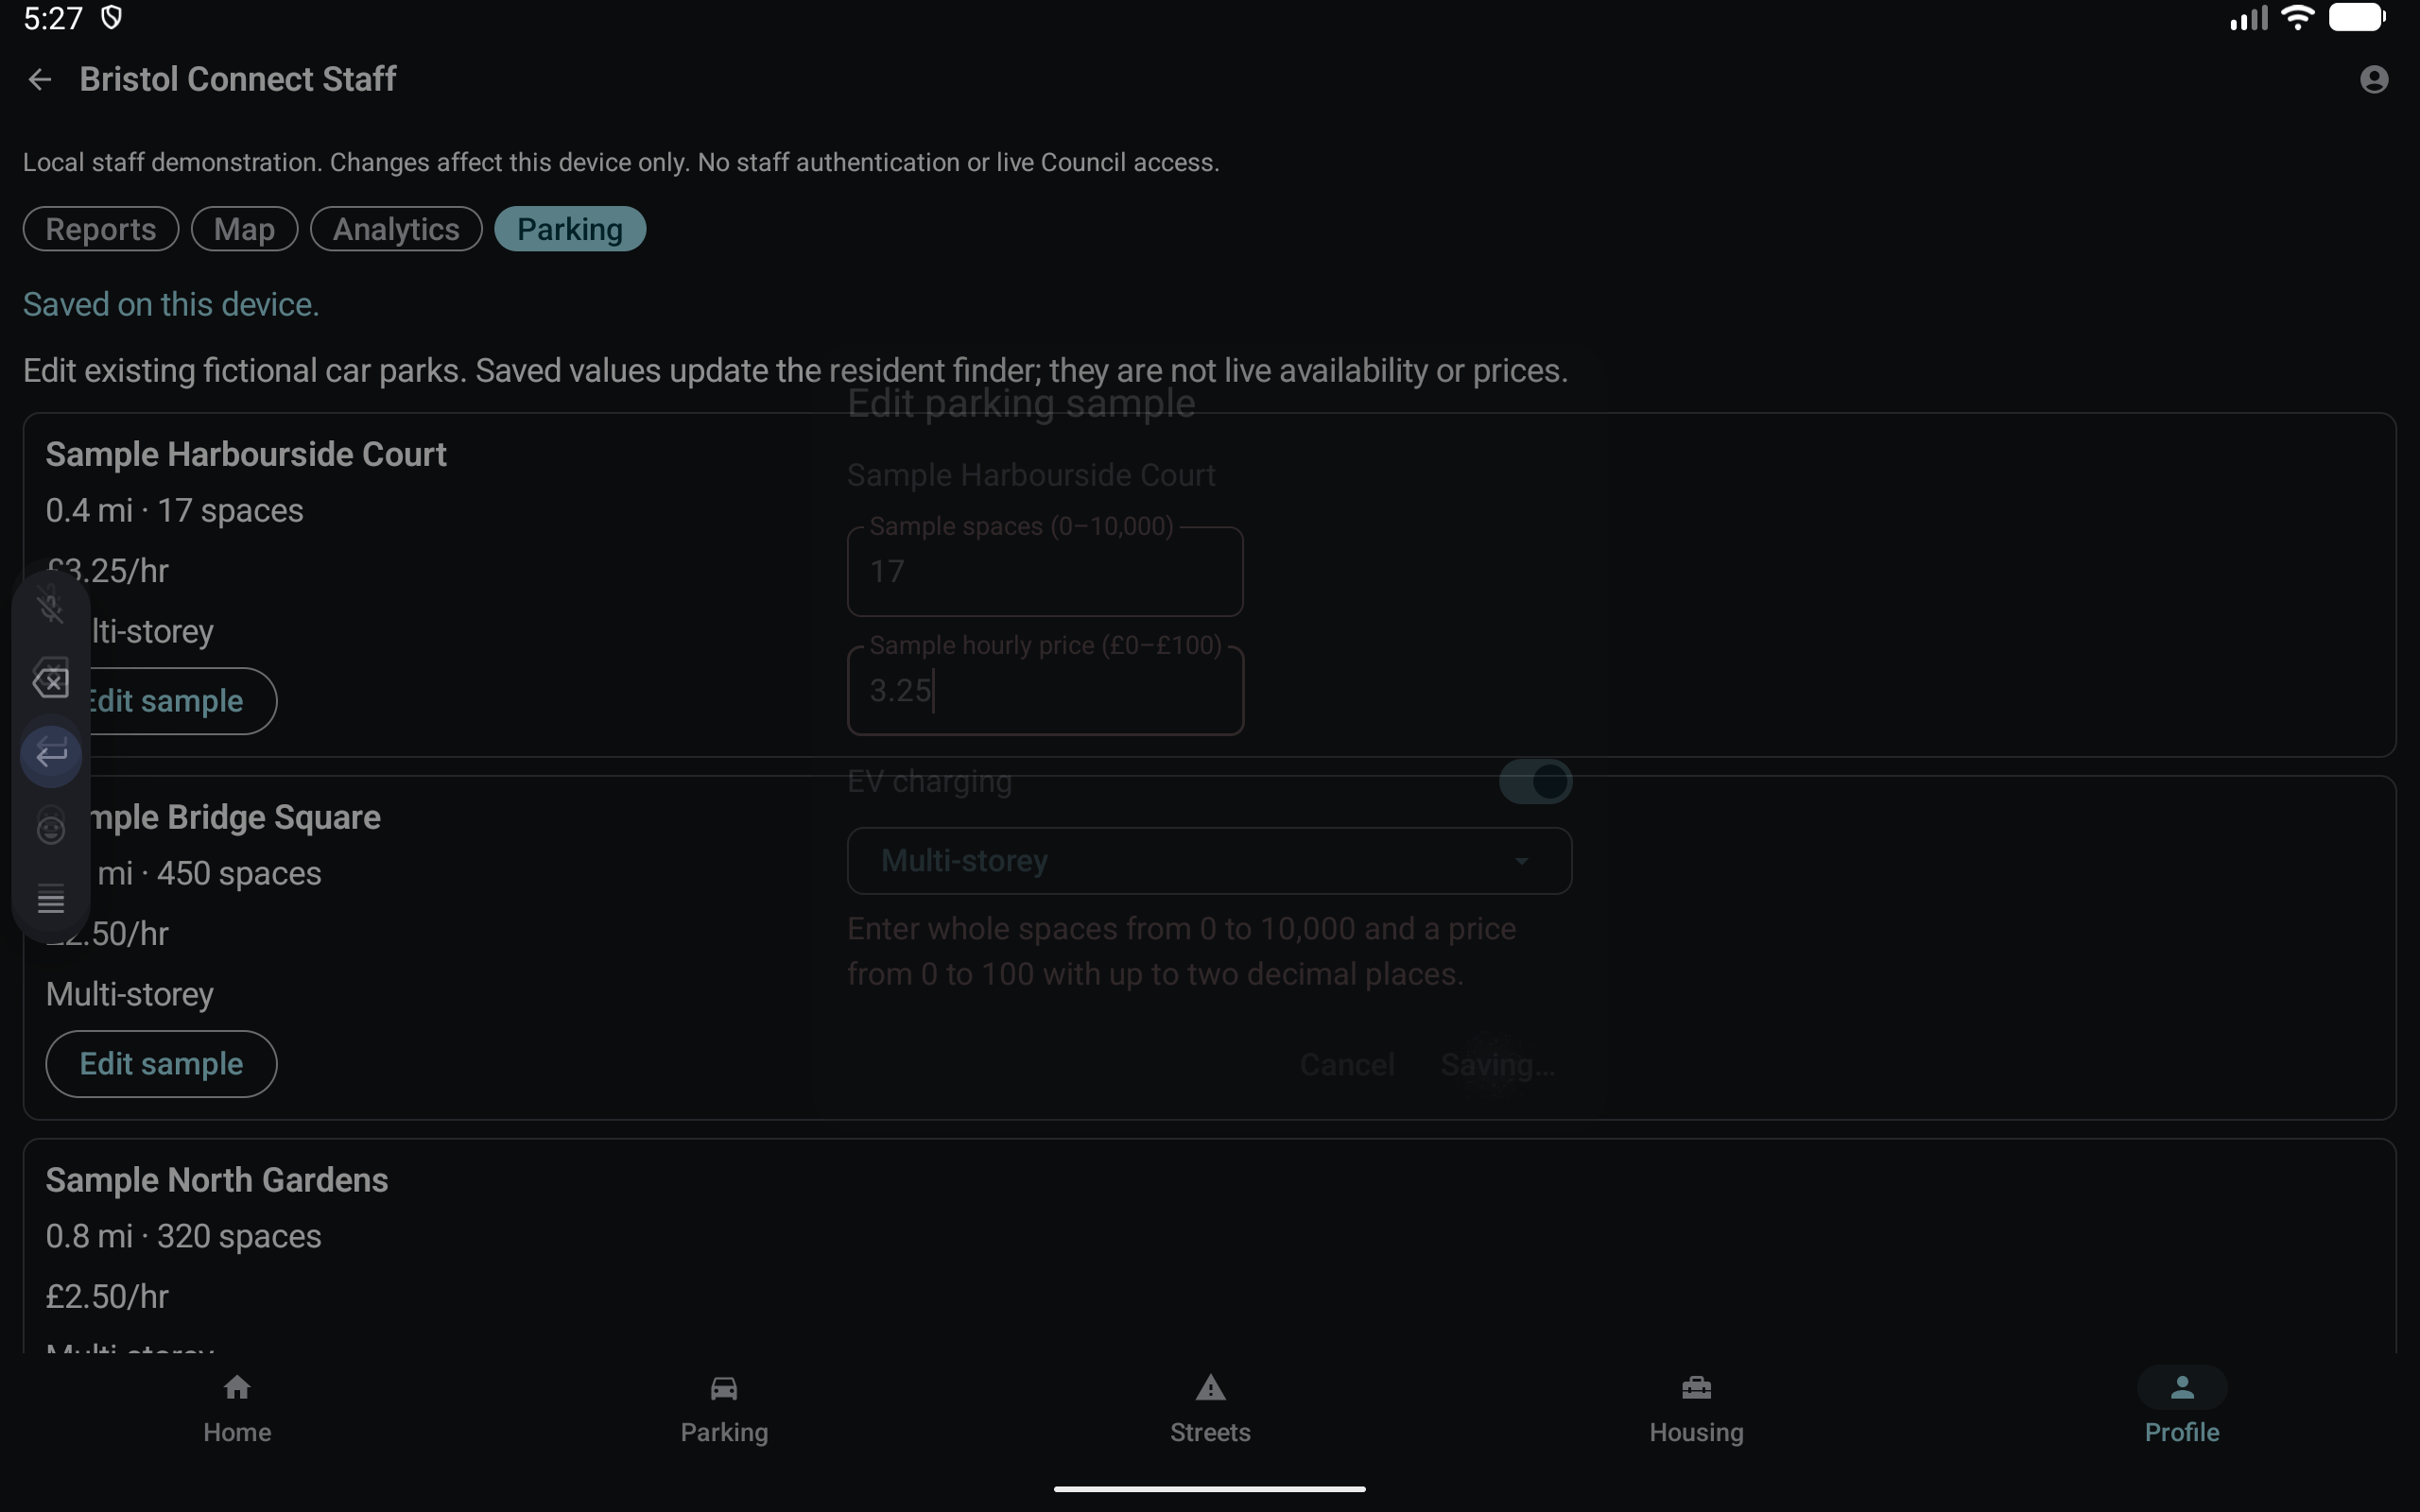 5:27
Bristol Connect Staff
Local staff demonstration. Changes affect this device only. No staff authentication or live Council access.
Reports Map Analytics Parking
Saved on this device.
Edit existing fictional car parks. Saved values update the resident finder; they are not live availability or prices.
Sample Harbourside Court
0.4 mi · 17 spaces
£3.25/hr
lti-storey
Edit sample
mple Bridge Square
mi · 450 spaces
£2.50/hr
Multi-storey
Edit sample
Sample North Gardens
0.8 mi · 320 spaces
£2.50/hr
Multi-storey
Edit parking sample
Sample Harbourside Court
Sample spaces (0–10,000)
17
Sample hourly price (£0–£100)
3.25
EV charging
Multi-storey
Enter whole spaces from 0 to 10,000 and a price
from 0 to 100 with up to two decimal places.
Cancel Saving...
Home Parking Streets Housing Profile